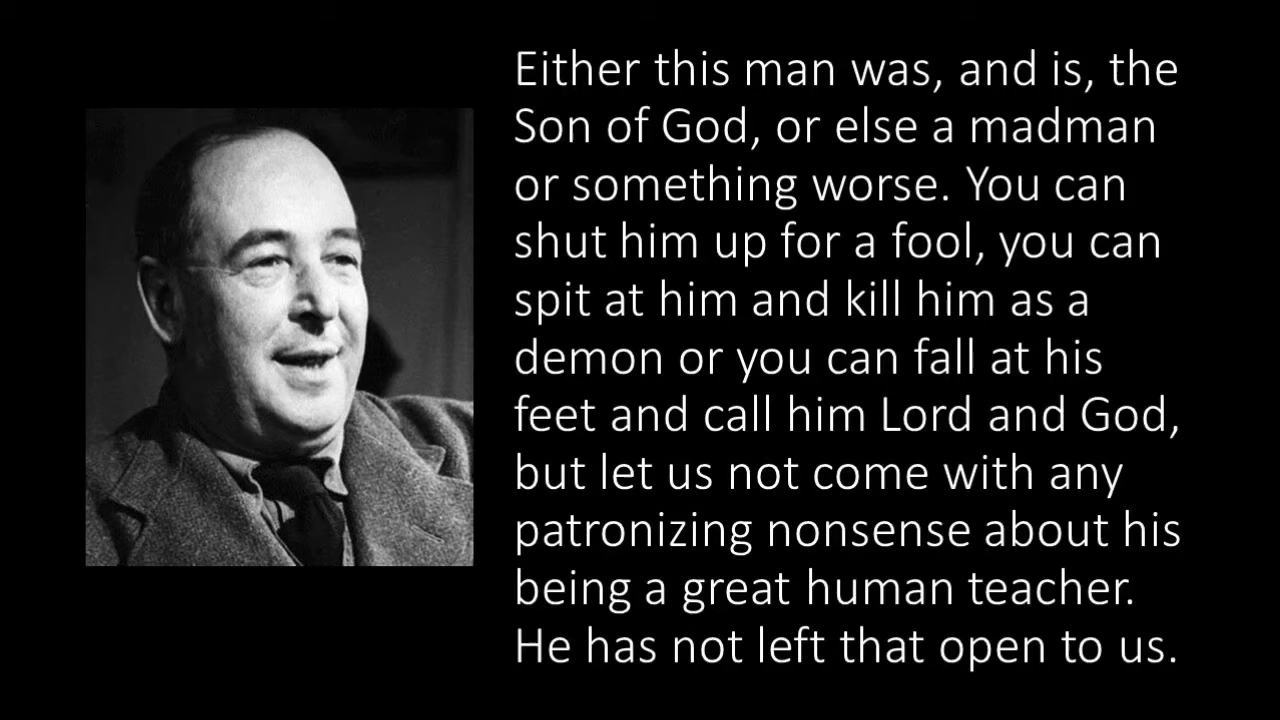 Either this man was, and is, the
Son of God, or else a madman
or something worse. You can
shut him up for a fool, you can
spit at him and kill him as a
demon or you can fall at his
feet and call him Lord and God,
but let us not come with any
patronizing nonsense about his
being a great human teacher.
He has not left that open to us.